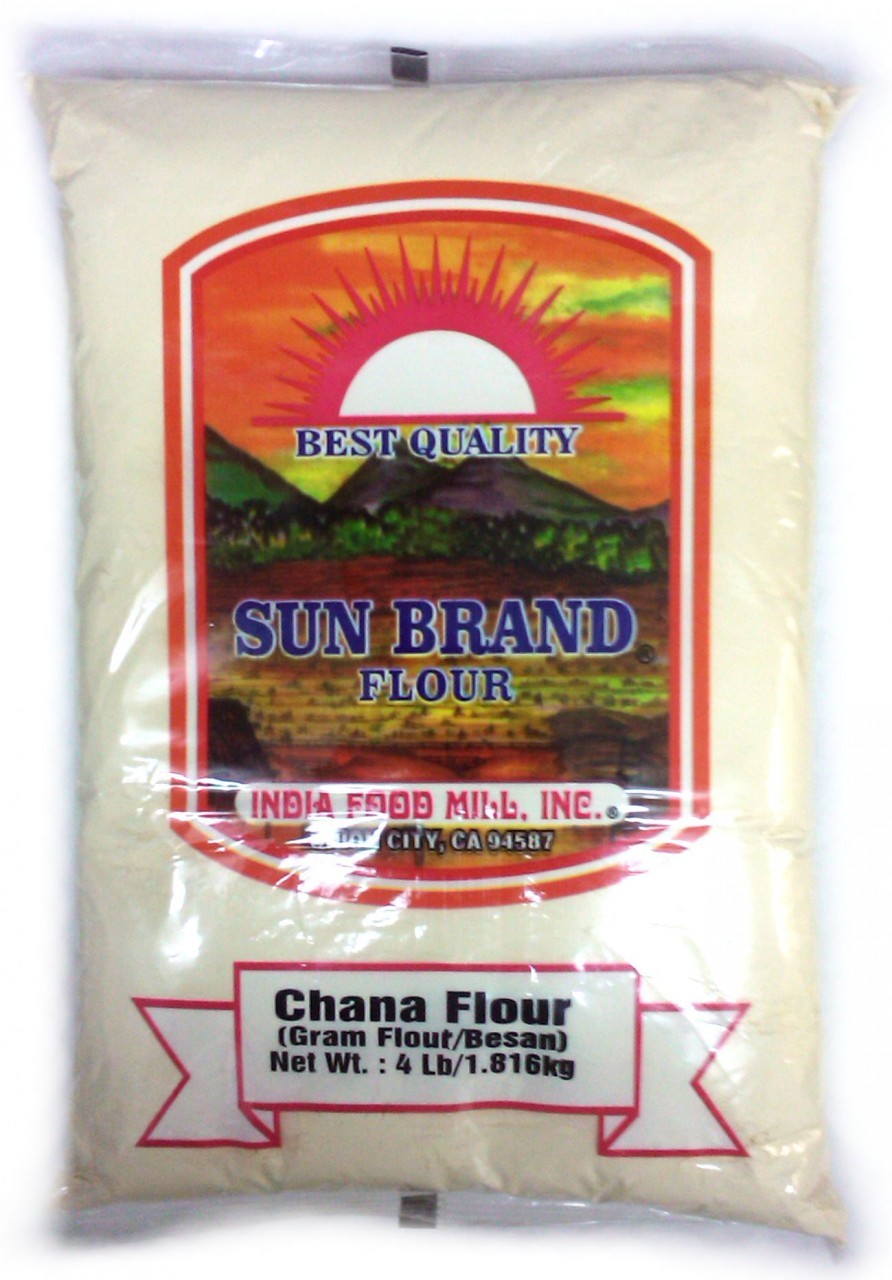 BEST QUALITY
SUN BRAND®
FLOUR
INDIA FOOD MILL, INC.®
CITY, CA 94587
Chana Flour
(Gram Flour/Besan)
Net Wt. : 4 Lb/1.816kg